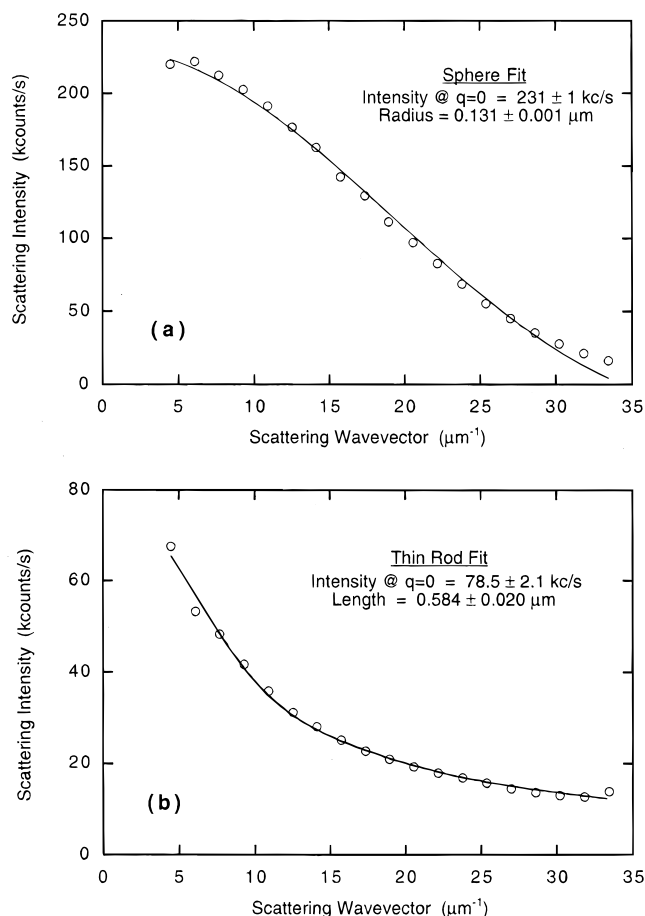 250
200
150
100
50
0
Scattering Intensity (kcounts/s)
Sphere Fit
Intensity @ q=0 = 231 ± 1 kc/s
Radius = 0.131 ± 0.001 μm
(a)
0 5 10 15 20 25 30 35
Scattering Wavevector (μm⁻¹)
80
60
40
20
0
Scattering Intensity (kcounts/s)
Thin Rod Fit
Intensity @ q=0 = 78.5 ± 2.1 kc/s
Length = 0.584 ± 0.020 μm
(b)
0 5 10 15 20 25 30 35
Scattering Wavevector (μm⁻¹)